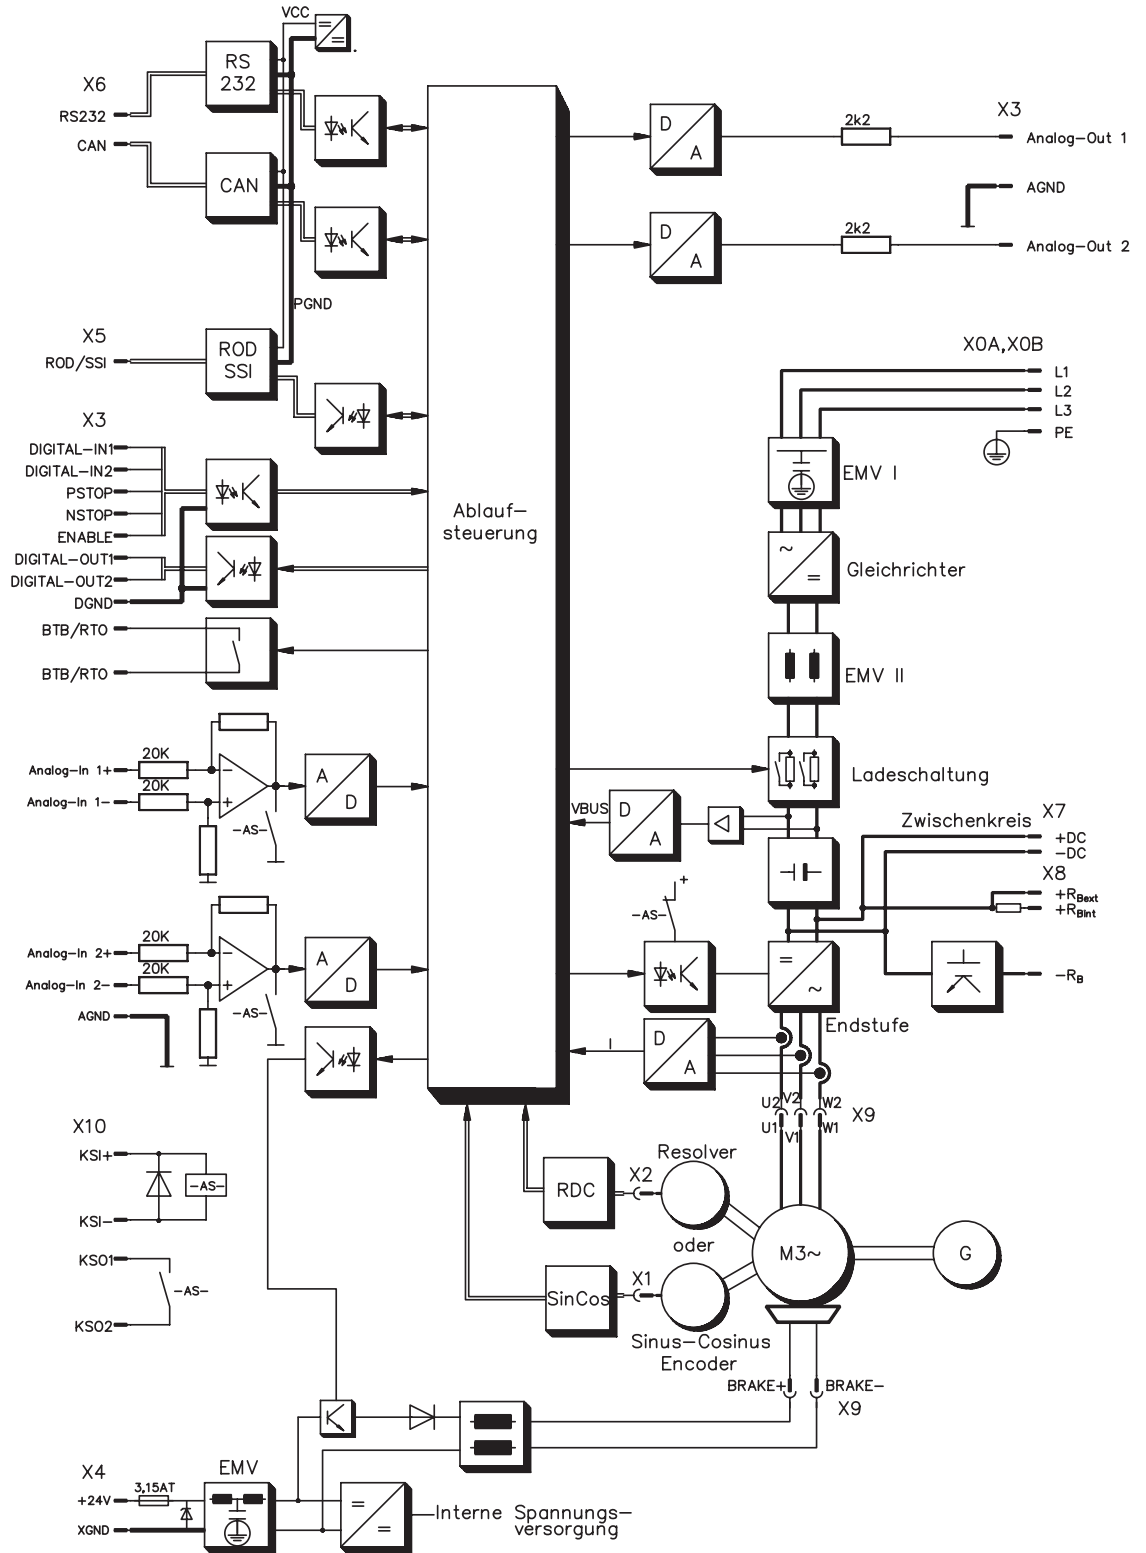 VCC
RS
232
X6
RS232
CAN
CAN
PGND
X5
ROD/SSI
ROD
SSI
X3
DIGITAL-IN1
DIGITAL-IN2
PSTOP
NSTOP
ENABLE
DIGITAL-OUT1
DIGITAL-OUT2
DGND
BTB/RTO
BTB/RTO
20K
Analog-In 1+
20K
Analog-In 1-
-AS-
A
D
20K
Analog-In 2+
20K
Analog-In 2-
-AS-
A
D
AGND
Ablauf-
steuerung
D
A
2k2
X3
Analog-Out 1
AGND
D
A
2k2
Analog-Out 2
X0A,X0B
L1
L2
L3
PE
EMV I
Gleichrichter
EMV II
Ladeschaltung
VBUS
D
A
Zwischenkreis
X7
+DC
-DC
X8
+RBext
+RBint
-AS-
+
-RB
Endstufe
I
D
A
U2
V2
W2
X9
U1
V1
W1
X10
KSI+
-AS-
KSI-
KSO1
-AS-
KSO2
Resolver
RDC
X2
oder
M3~
G
SinCos
X1
Sinus-Cosinus
Encoder
BRAKE+
BRAKE-
X9
X4
EMV
3,15AT
+24V
XGND
Interne Spannungs-
versorgung